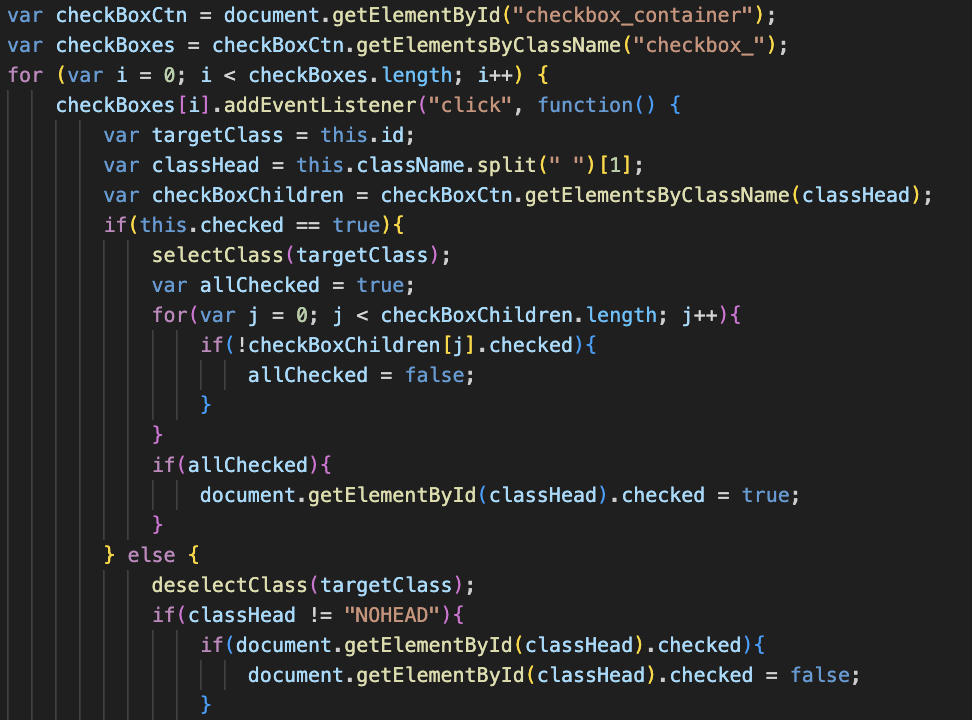 var checkBoxCtn = document.getElementById("checkbox_container");
var checkBoxes = checkBoxCtn.getElementsByClassName("checkbox_");
for (var i = 0; i < checkBoxes.length; i++) {
    checkBoxes[i].addEventListener("click", function() {
        var targetClass = this.id;
        var classHead = this.className.split(" ")[1];
        var checkBoxChildren = checkBoxCtn.getElementsByClassName(classHead);
        if(this.checked == true){
            selectClass(targetClass);
            var allChecked = true;
            for(var j = 0; j < checkBoxChildren.length; j++){
                if(!checkBoxChildren[j].checked){
                    allChecked = false;
                }
            }
            if(allChecked){
                document.getElementById(classHead).checked = true;
            }
        } else {
            deselectClass(targetClass);
            if(classHead != "NOHEAD"){
                if(document.getElementById(classHead).checked){
                    document.getElementById(classHead).checked = false;
                }